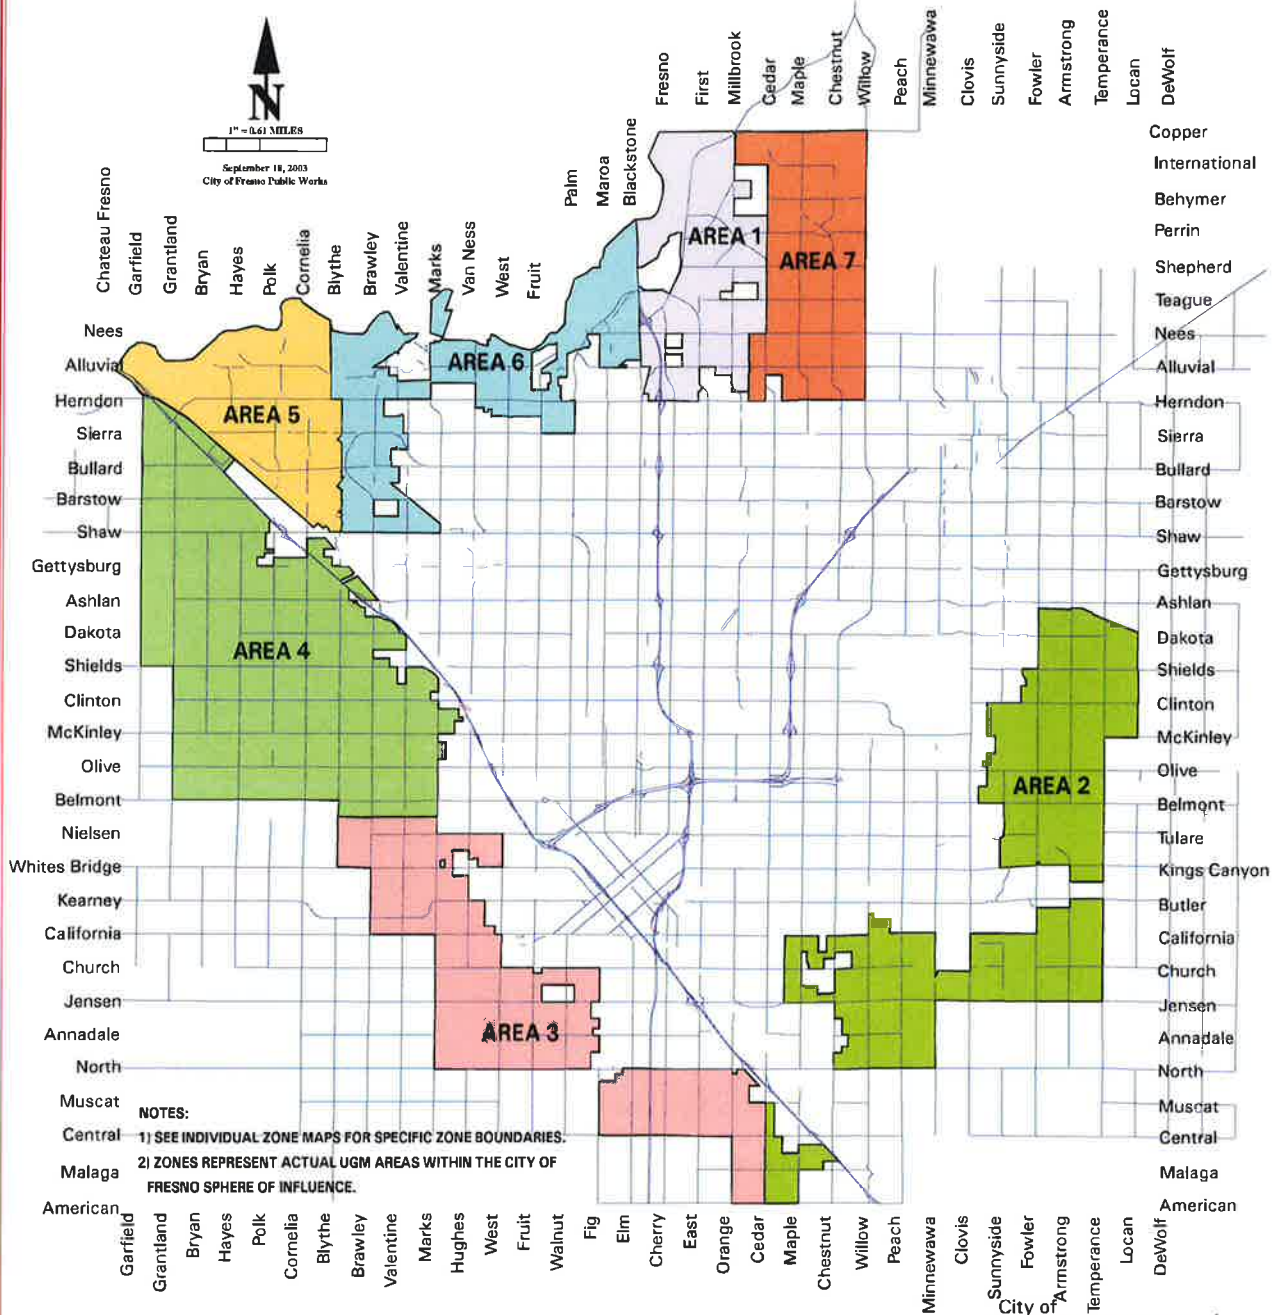 N
1" = 0.61 MILES
September 18, 2003
City of Fresno Public Works
Chateau Fresno
Garfield
Grantland
Bryan
Hayes
Polk
Cornelia
Blythe
Brawley
Valentine
Marks
Van Ness
West
Fruit
Palm
Maroa
Blackstone
Fresno
First
Millbrook
Cedar
Maple
Chestnut
Willow
Peach
Minnewawa
Clovis
Sunnyside
Fowler
Armstrong
Temperance
Locan
DeWolf
Copper
International
Behymer
Perrin
Shepherd
Teague
Nees
Alluvial
Herndon
Sierra
Bullard
Barstow
Shaw
Gettysburg
Ashlan
Dakota
Shields
Clinton
McKinley
Olive
Belmont
Tulare
Kings Canyon
Butler
California
Church
Jensen
Annadale
North
Muscat
Central
Malaga
American
Nees
Alluvial
Herndon
Sierra
Bullard
Barstow
Shaw
Gettysburg
Ashlan
Dakota
Shields
Clinton
McKinley
Olive
Belmont
Nielsen
Whites Bridge
Kearney
California
Church
Jensen
Annadale
North
Muscat
Central
Malaga
American
AREA 1
AREA 7
AREA 6
AREA 5
AREA 4
AREA 2
AREA 3
NOTES:
1) SEE INDIVIDUAL ZONE MAPS FOR SPECIFIC ZONE BOUNDARIES.
2) ZONES REPRESENT ACTUAL UGM AREAS WITHIN THE CITY OF
FRESNO SPHERE OF INFLUENCE.
Garfield
Grantland
Bryan
Hayes
Polk
Cornelia
Blythe
Brawley
Valentine
Marks
Hughes
West
Fruit
Walnut
Fig
Elm
Cherry
East
Orange
Cedar
Maple
Chestnut
Willow
Peach
Minnewawa
Clovis
Sunnyside
Fowler
Armstrong
Temperance
Locan
DeWolf
City of